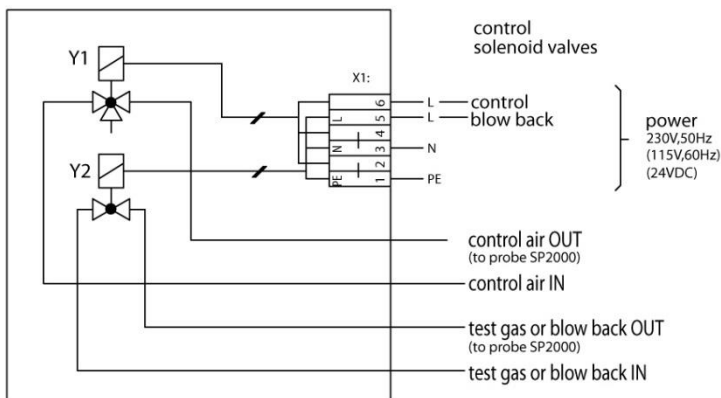 control
solenoid valves
Y1
X1:
6 L control
L 5 L blow back
4
N 3 N
2
PE 1 PE
power
230V,50Hz
(115V,60Hz)
(24VDC)
Y2
control air OUT
(to probe SP2000)
control air IN
test gas or blow back OUT
(to probe SP2000)
test gas or blow back IN